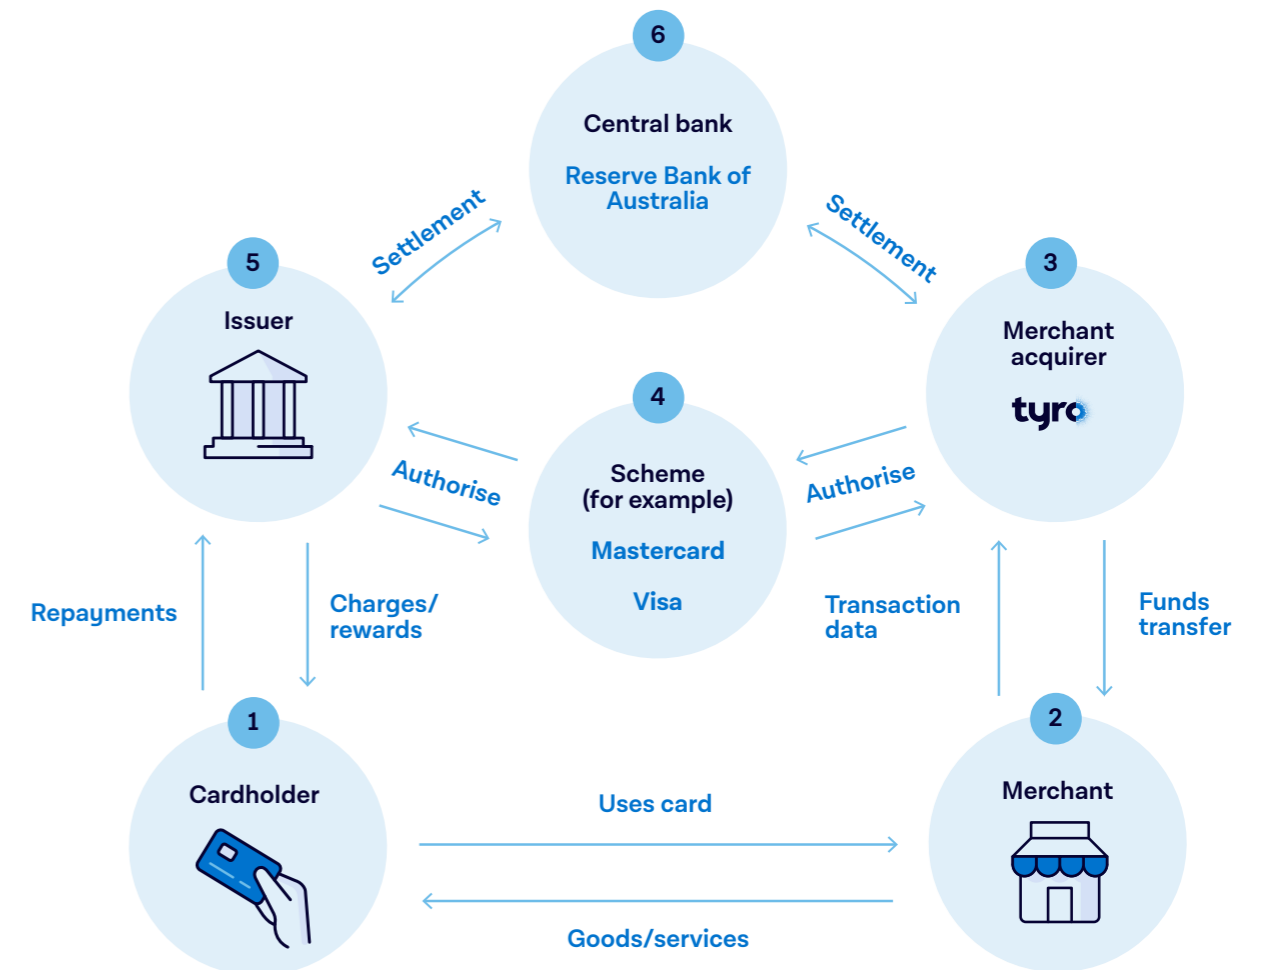 6
Central bank
Reserve Bank of
Australia
Settlement
Settlement
5
Issuer
3
Merchant
acquirer
tyro
4
Scheme
(for example)
Mastercard
Visa
Authorise
Authorise
Repayments
Charges/
rewards
Transaction
data
Funds
transfer
1
Cardholder
2
Merchant
Uses card
Goods/services